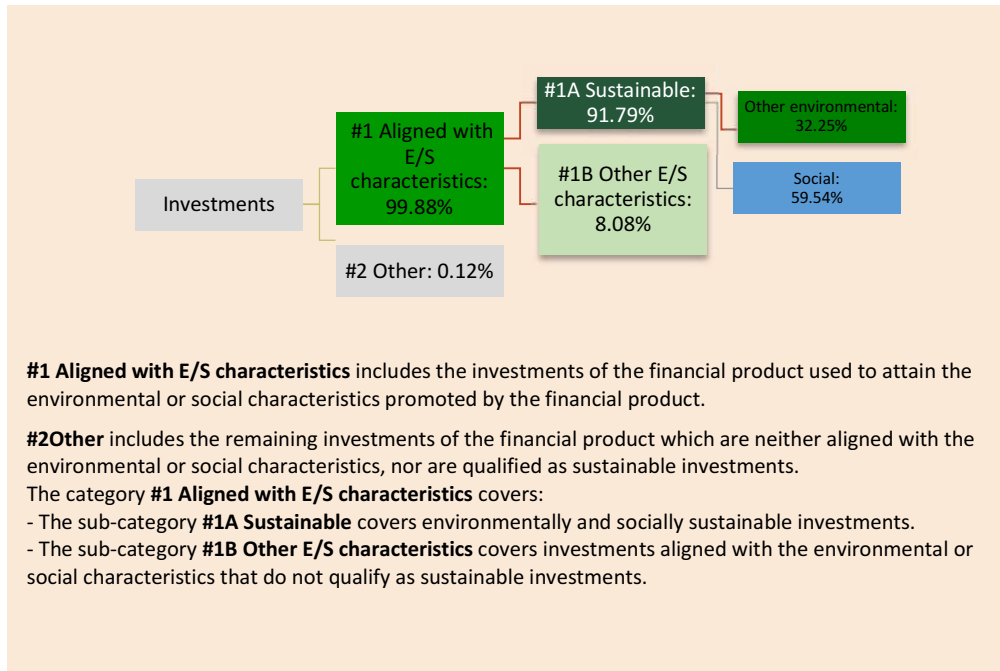 Investments
#1 Aligned with
E/S
characteristics:
99.88%
#2 Other: 0.12%
#1A Sustainable:
91.79%
#1B Other E/S
characteristics:
8.08%
Other environmental:
32.25%
Social:
59.54%
#1 Aligned with E/S characteristics includes the investments of the financial product used to attain the
environmental or social characteristics promoted by the financial product.
#2Other includes the remaining investments of the financial product which are neither aligned with the
environmental or social characteristics, nor are qualified as sustainable investments.
The category #1 Aligned with E/S characteristics covers:
- The sub-category #1A Sustainable covers environmentally and socially sustainable investments.
- The sub-category #1B Other E/S characteristics covers investments aligned with the environmental or
social characteristics that do not qualify as sustainable investments.